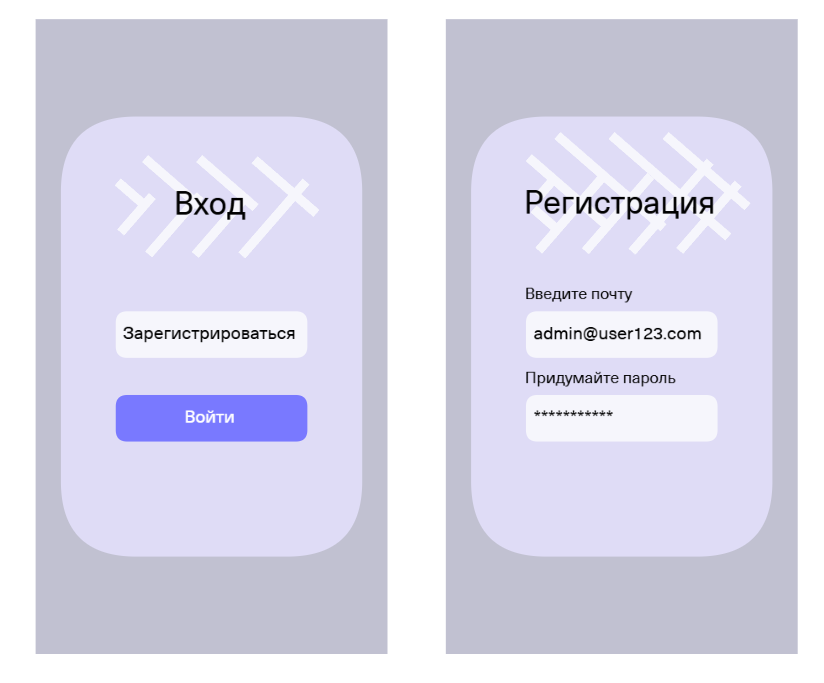 Вход
Зарегистрироваться
Войти
Регистрация
Введите почту
admin@user123.com
Придумайте пароль
***********